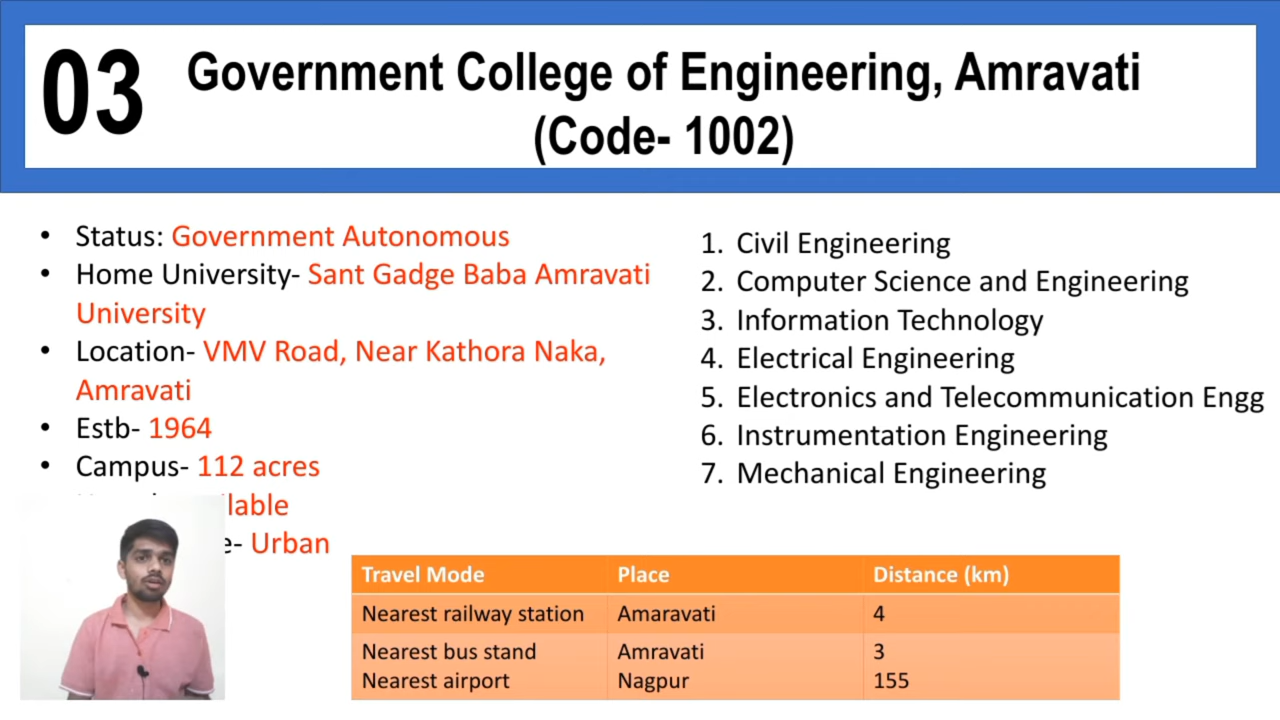 03
Government College of Engineering, Amravati
(Code- 1002)
• Status: Government Autonomous
• Home University- Sant Gadge Baba Amravati
University
• Location- VMV Road, Near Kathora Naka,
Amravati
• Estb- 1964
• Campus- 112 acres
Urban
1. Civil Engineering
2. Computer Science and Engineering
3. Information Technology
4. Electrical Engineering
5. Electronics and Telecommunication Engg
6. Instrumentation Engineering
7. Mechanical Engineering
Travel Mode Place Distance (km)
Nearest railway station Amaravati 4
Nearest bus stand Amravati 3
Nearest airport Nagpur 155